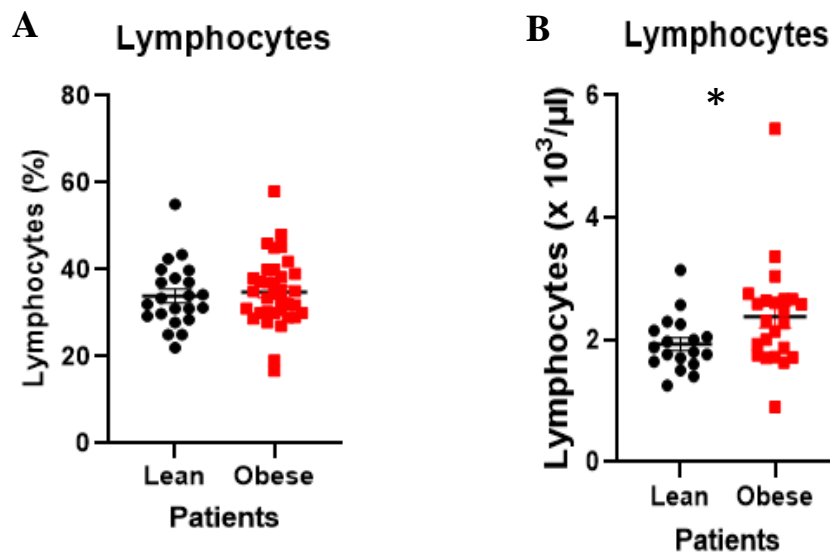 A
Lymphocytes
Lymphocytes (%)
80
60
40
20
0
Lean Obese
Patients
B
Lymphocytes
Lymphocytes (x 10³/µl)
*
6
4
2
0
Lean Obese
Patients